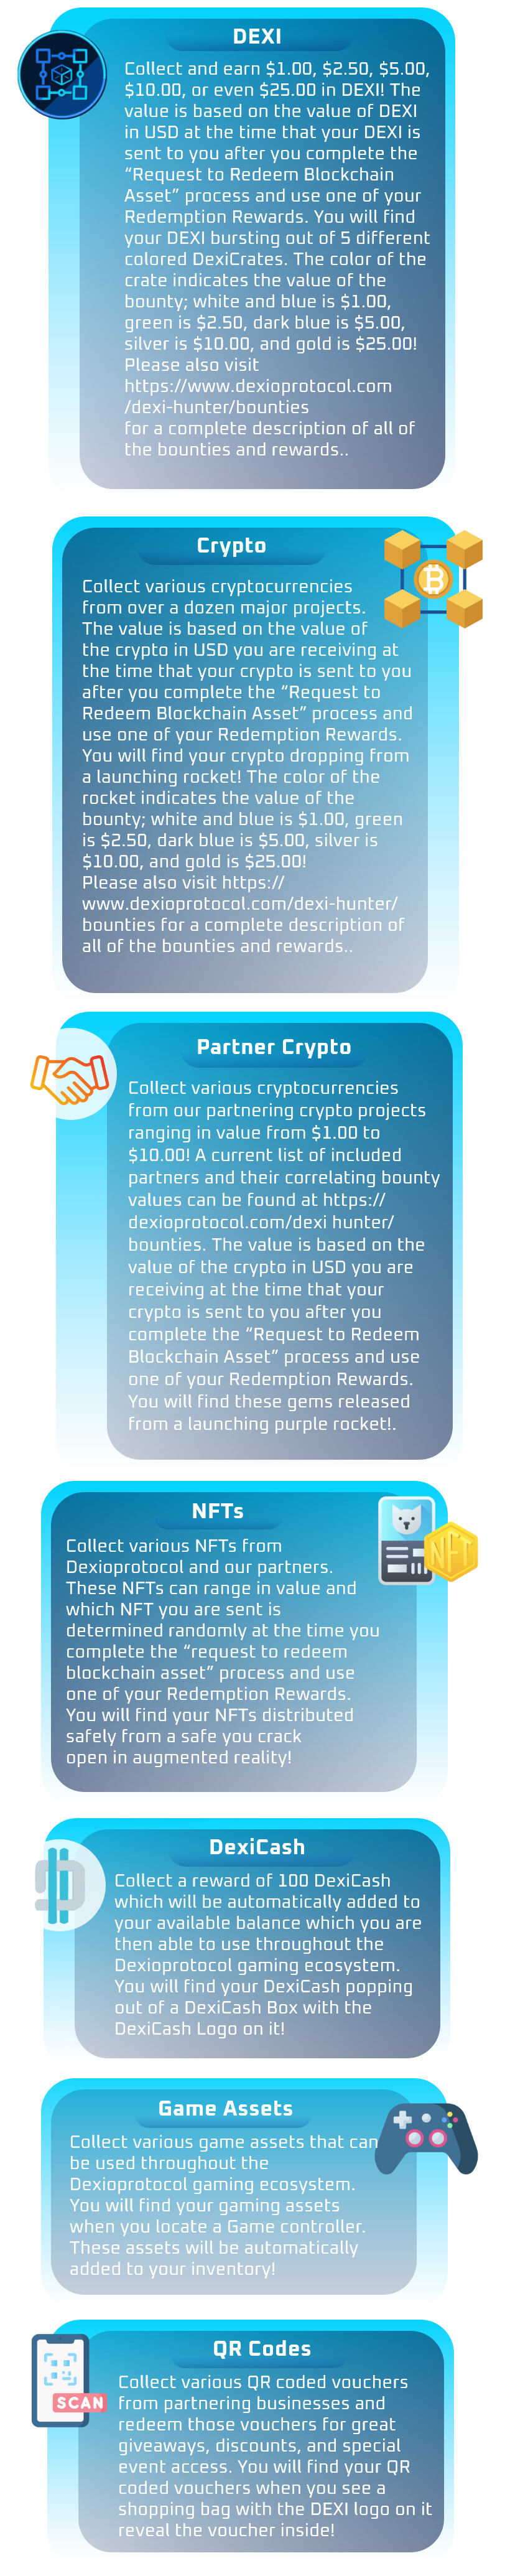 DEXI
Collect and earn $1.00, $2.50, $5.00,
$10.00, or even $25.00 in DEXI! The
value is based on the value of DEXI
in USD at the time that your DEXI is
sent to you after you complete the
“Request to Redeem Blockchain
Asset” process and use one of your
Redemption Rewards. You will find
your DEXI bursting out of 5 different
colored DexiCrates. The color of the
crate indicates the value of the
bounty; white and blue is $1.00,
green is $2.50, dark blue is $5.00,
silver is $10.00, and gold is $25.00!
Please also visit
https://www.dexioprotocol.com
/dexi-hunter/bounties
for a complete description of all of
the bounties and rewards..
Crypto
Collect various cryptocurrencies
from over a dozen major projects.
The value is based on the value of
the crypto in USD you are receiving at
the time that your crypto is sent to you
after you complete the “Request to
Redeem Blockchain Asset” process and
use one of your Redemption Rewards.
You will find your crypto dropping from
a launching rocket! The color of the
rocket indicates the value of the
bounty; white and blue is $1.00, green
is $2.50, dark blue is $5.00, silver is
$10.00, and gold is $25.00!
Please also visit https://
www.dexioprotocol.com/dexi-hunter/
bounties for a complete description of
all of the bounties and rewards..
Partner Crypto
Collect various cryptocurrencies
from our partnering crypto projects
ranging in value from $1.00 to
$10.00! A current list of included
partners and their correlating bounty
values can be found at https://
dexioprotocol.com/dexi hunter/
bounties. The value is based on the
value of the crypto in USD you are
receiving at the time that your
crypto is sent to you after you
complete the “Request to Redeem
Blockchain Asset” process and use
one of your Redemption Rewards.
You will find these gems released
from a launching purple rocket!.
NFTs
NFT
Collect various NFTs from
Dexioprotocol and our partners.
These NFTs can range in value and
which NFT you are sent is
determined randomly at the time you
complete the “request to redeem
blockchain asset” process and use
one of your Redemption Rewards.
You will find your NFTs distributed
safely from a safe you crack
open in augmented reality!
DexiCash
Collect a reward of 100 DexiCash
which will be automatically added to
your available balance which you are
then able to use throughout the
Dexioprotocol gaming ecosystem.
You will find your DexiCash popping
out of a DexiCash Box with the
DexiCash Logo on it!
Game Assets
Collect various game assets that can
be used throughout the
Dexioprotocol gaming ecosystem.
You will find your gaming assets
when you locate a Game controller.
These assets will be automatically
added to your inventory!
QR Codes
SCAN
Collect various QR coded vouchers
from partnering businesses and
redeem those vouchers for great
giveaways, discounts, and special
event access. You will find your QR
coded vouchers when you see a
shopping bag with the DEXI logo on it
reveal the voucher inside!